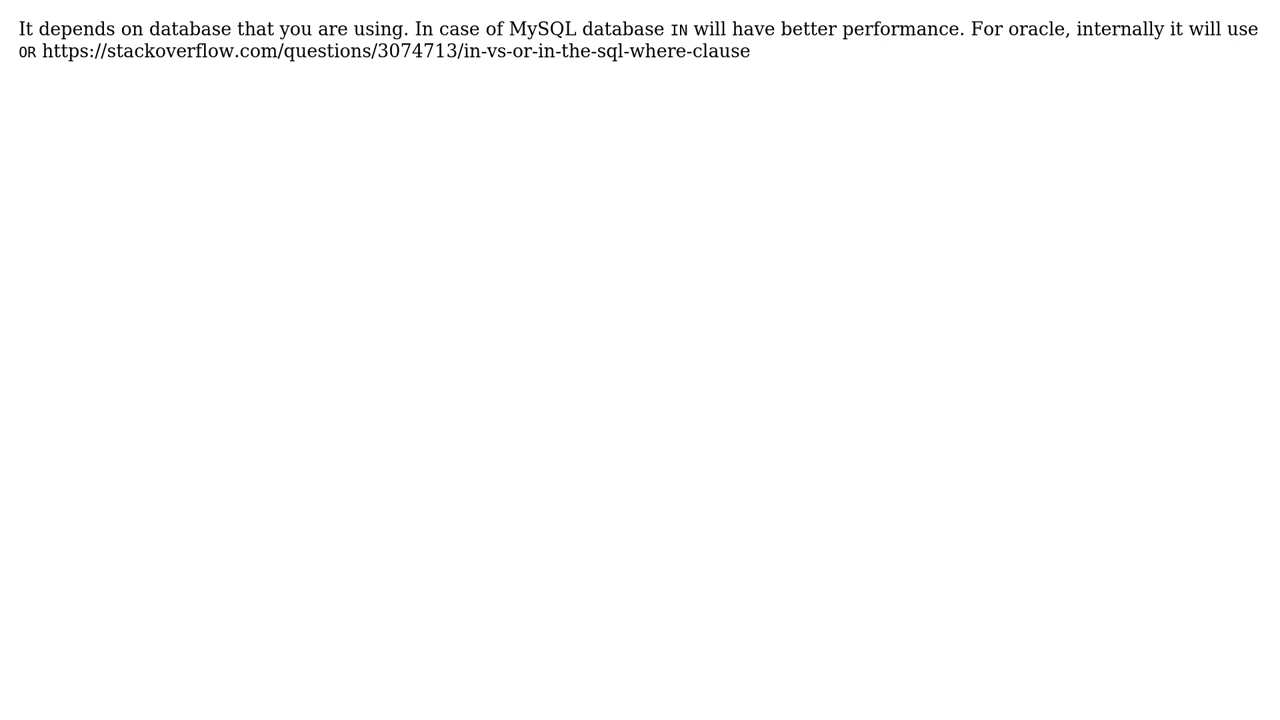 It depends on database that you are using. In case of MySQL database IN will have better performance. For oracle, internally it will use
OR https://stackoverflow.com/questions/3074713/in-vs-or-in-the-sql-where-clause